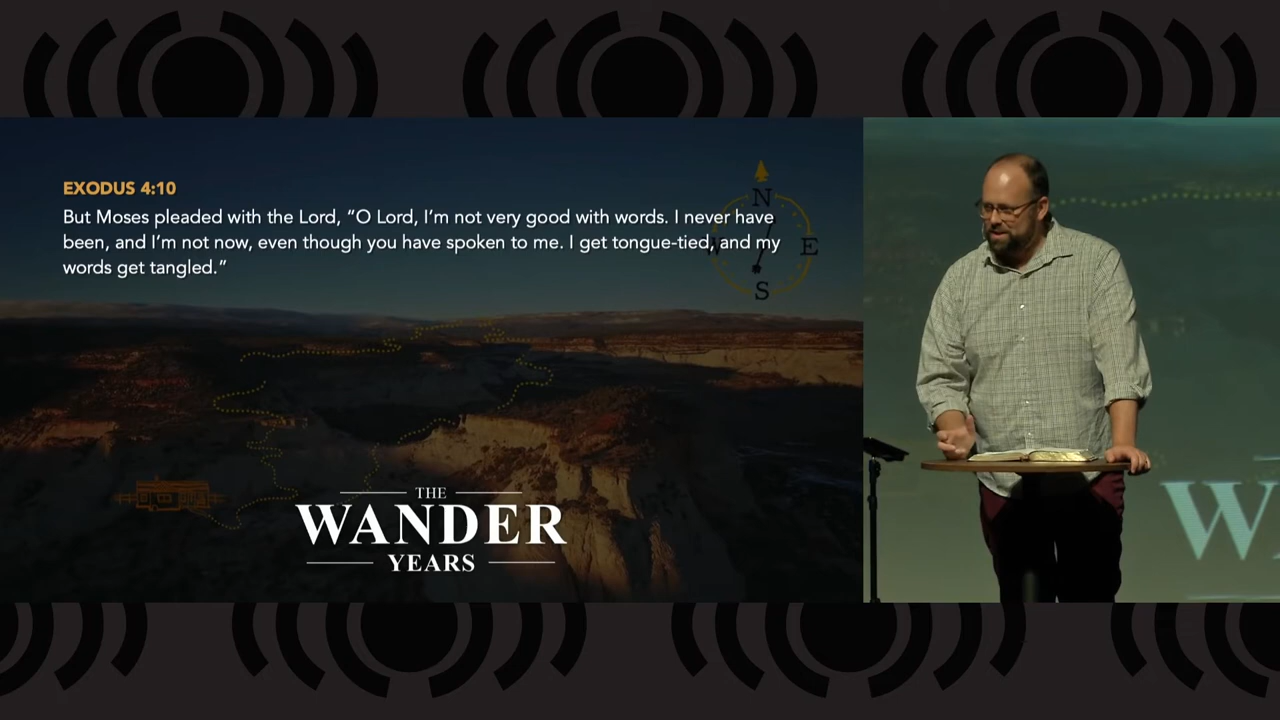 EXODUS 4:10
But Moses pleaded with the Lord, “O Lord, I’m not very good with words. I never have
been, and I’m not now, even though you have spoken to me. I get tongue-tied, and my
words get tangled.”
N
W E
S
THE
WANDER
YEARS
W